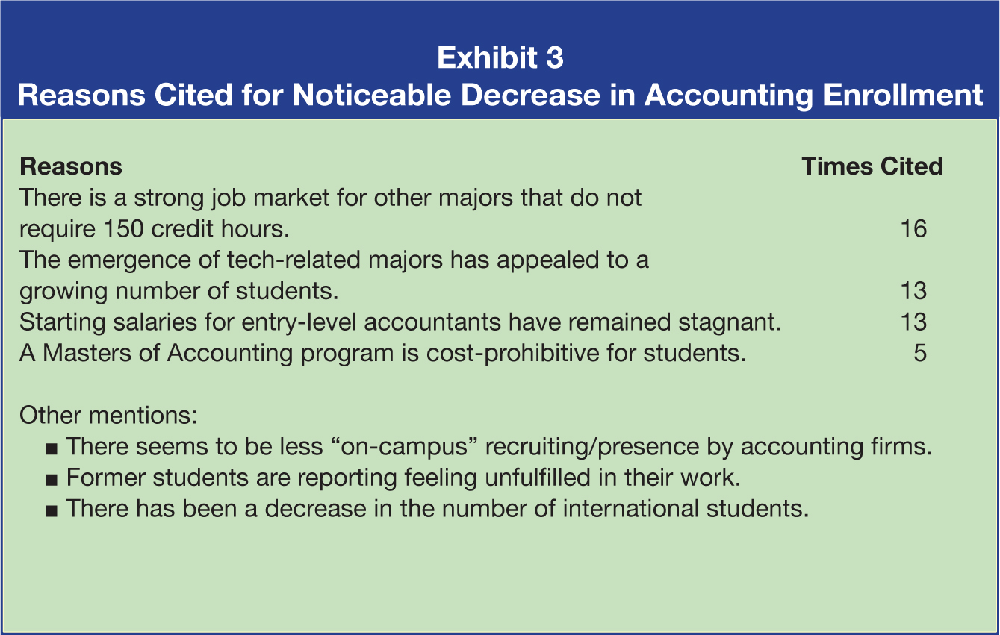 Exhibit 3
Reasons Cited for Noticeable Decrease in Accounting Enrollment
Reasons Times Cited
There is a strong job market for other majors that do not
require 150 credit hours. 16
The emergence of tech-related majors has appealed to a
growing number of students. 13
Starting salaries for entry-level accountants have remained stagnant. 13
A Masters of Accounting program is cost-prohibitive for students. 5
Other mentions:
■ There seems to be less “on-campus” recruiting/presence by accounting firms.
■ Former students are reporting feeling unfulfilled in their work.
■ There has been a decrease in the number of international students.